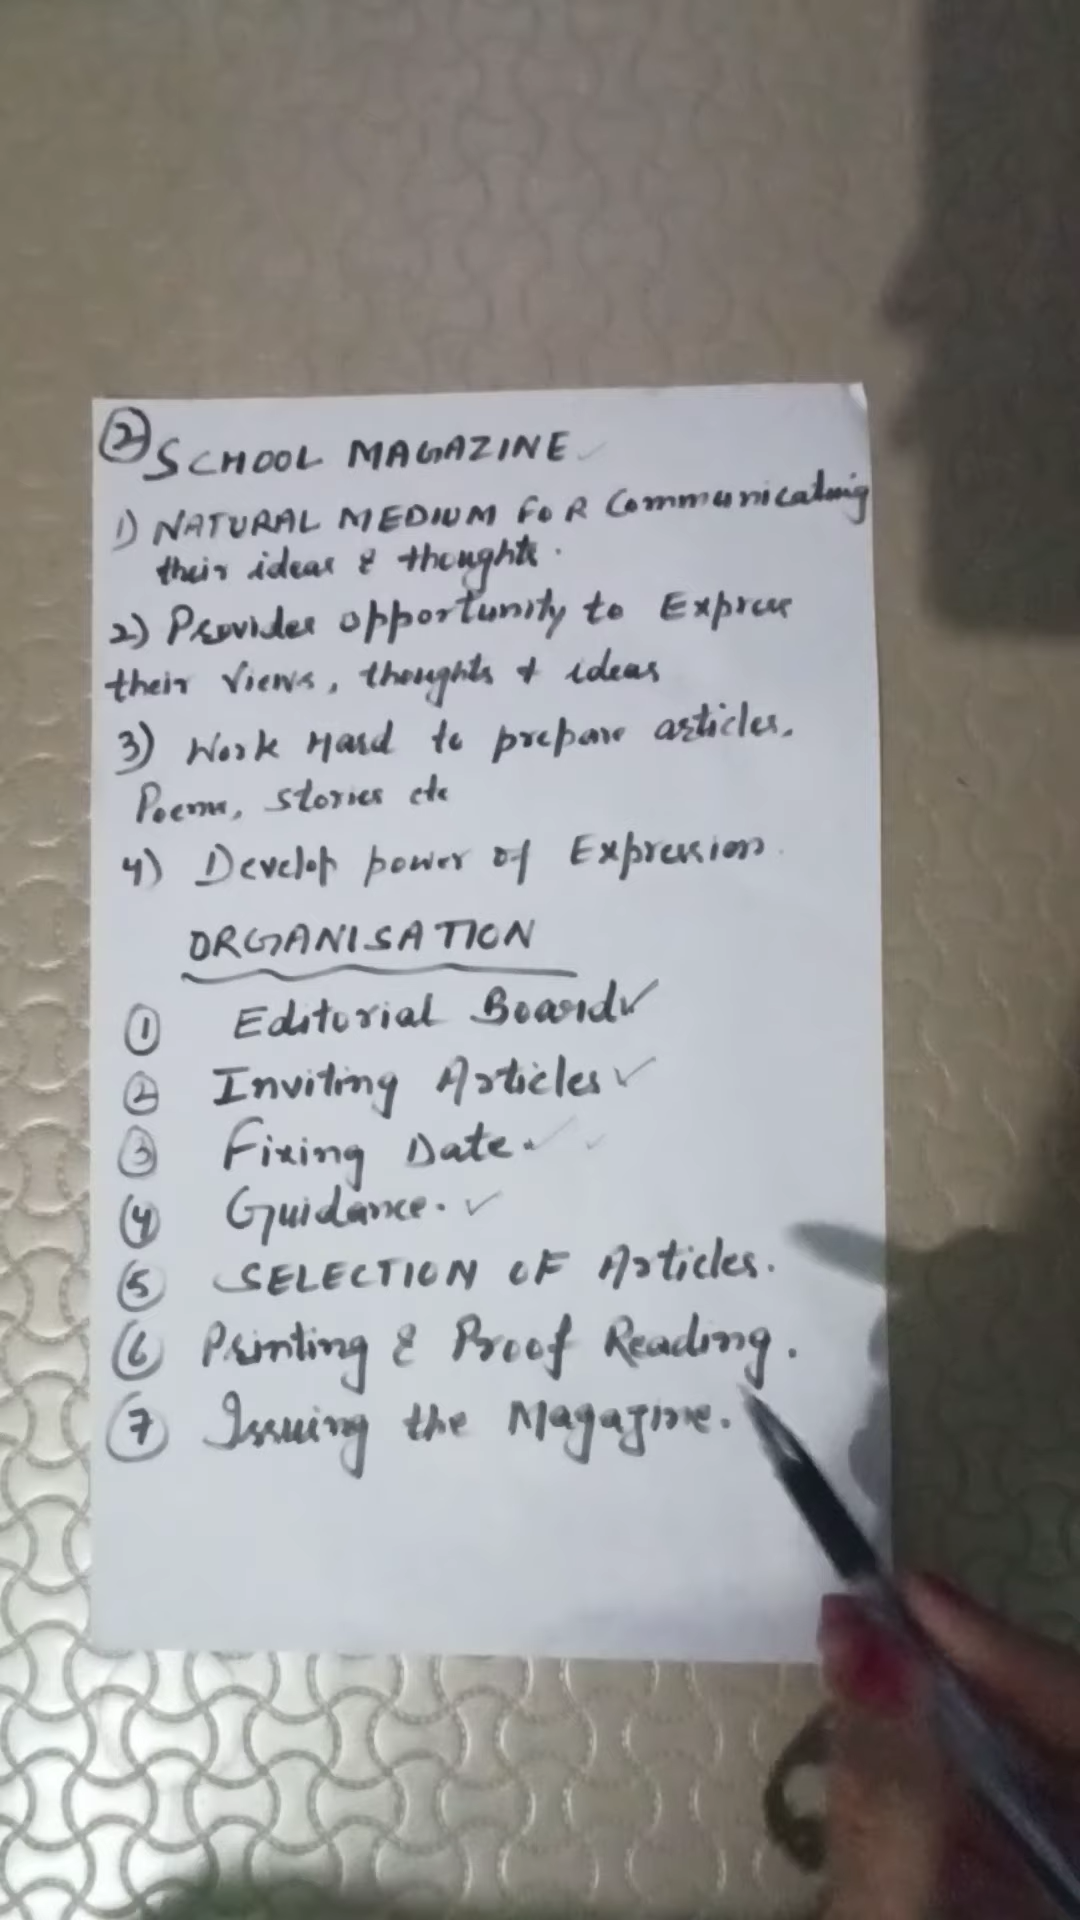 ② SCHOOL MAGAZINE
1) NATURAL MEDIUM FOR Communicating
their ideas & thoughts.
2) Provides opportunity to Express
their views, thoughts & ideas
3) Work Hard to prepare articles,
Poems, stories etc
4) Develop power of Expression.
ORGANISATION
① Editorial Board ✓
② Inviting Articles ✓
③ Fixing Date. ✓
④ Guidance. ✓
⑤ SELECTION OF Articles.
⑥ Printing & Proof Reading.
⑦ Issuing the Magazine.